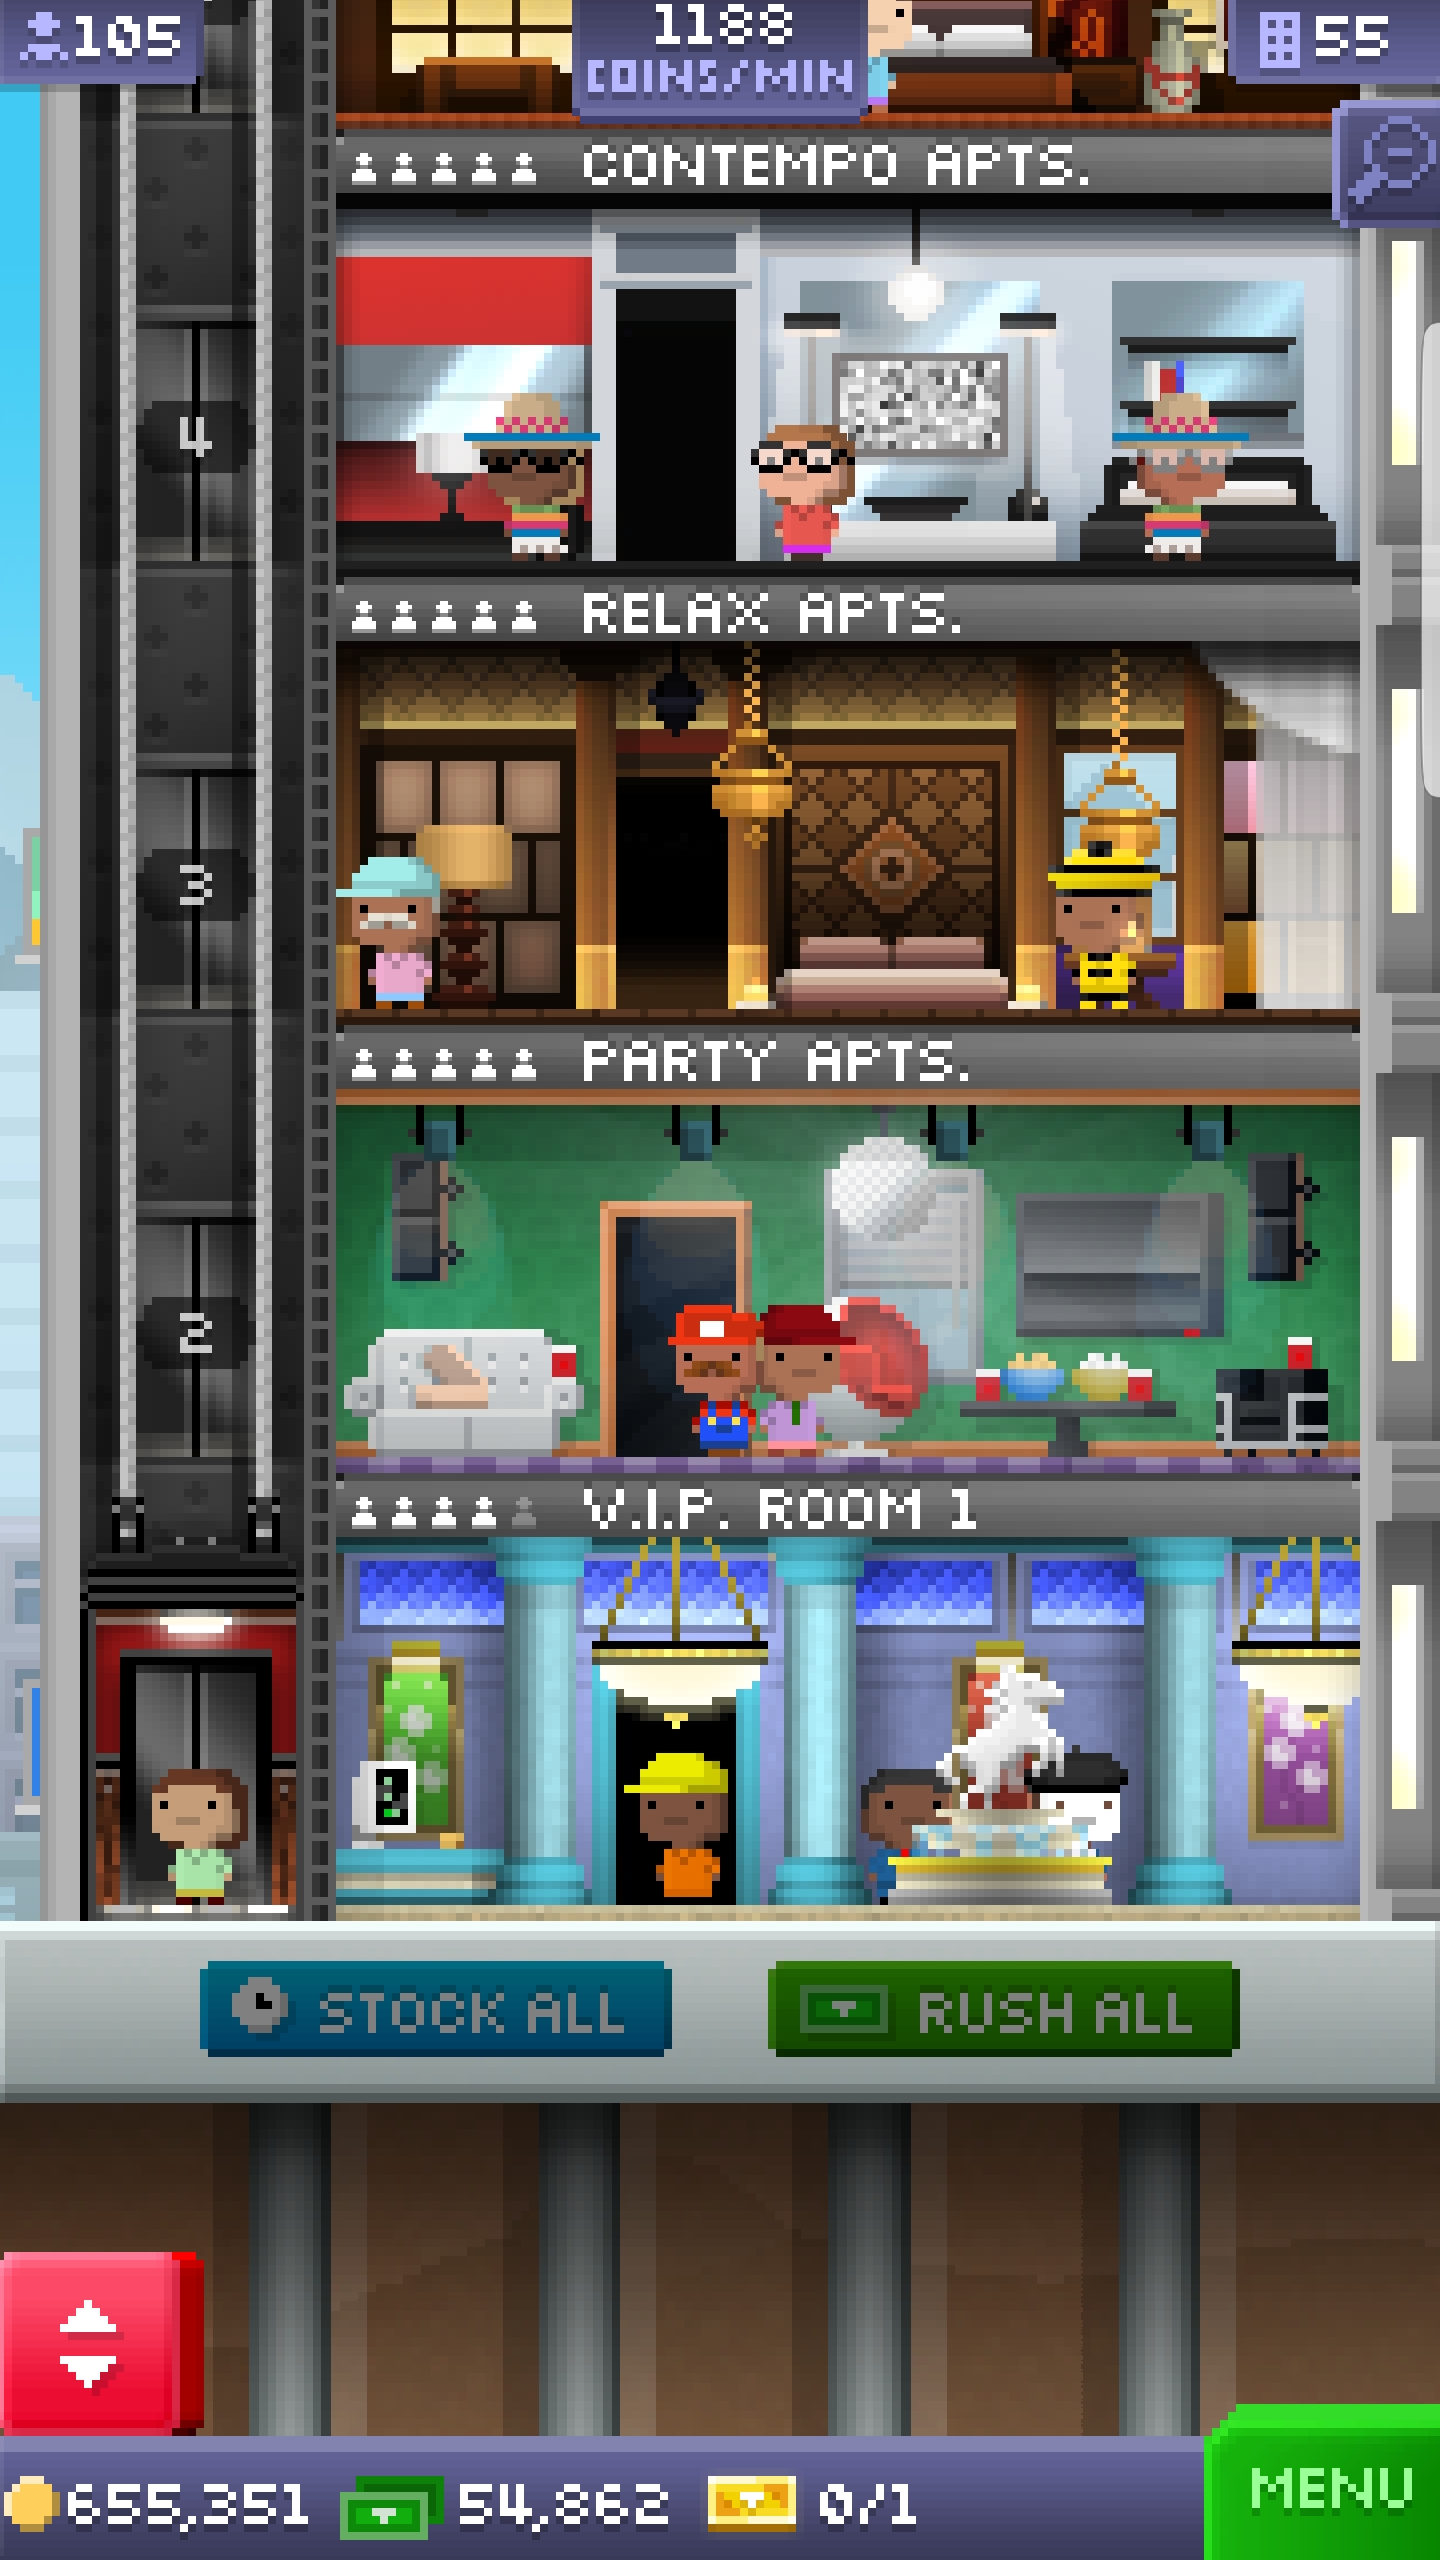 105
1188
COINS/MIN
55
CONTEMPO APTS.
4
RELAX APTS.
3
PARTY APTS.
2
V.I.P. ROOM 1
STOCK ALL
RUSH ALL
655,351
54,862
0/1
MENU